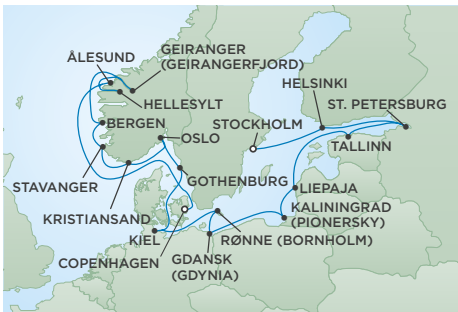 ÅLESUND
GEIRANGER
(GEIRANGERFJORD)
HELSINKI
HELLESYLT
ST. PETERSBURG
BERGEN
STOCKHOLM
OSLO
TALLINN
STAVANGER
GOTHENBURG
LIEPAJA
KRISTIANSAND
KALININGRAD
(PIONERSKY)
KIEL
RØNNE (BORNHOLM)
COPENHAGEN
GDANSK
(GDYNIA)